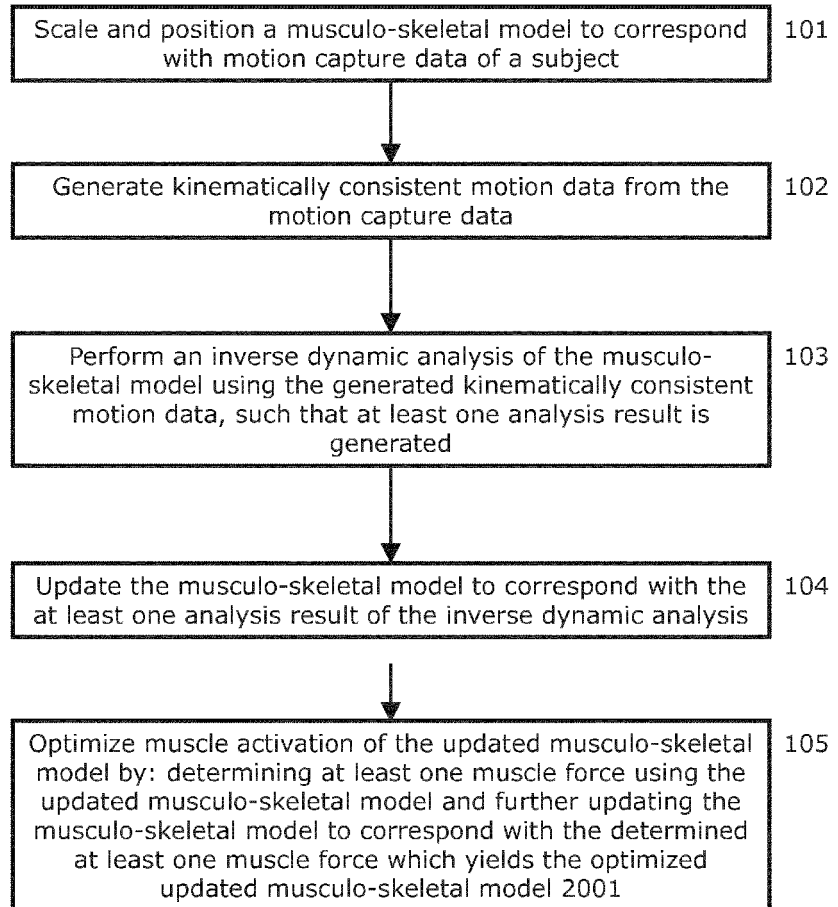 Scale and position a musculo-skeletal model to correspond 101
with motion capture data of a subject
Generate kinematically consistent motion data from the 102
motion capture data
Perform an inverse dynamic analysis of the musculo- 103
skeletal model using the generated kinematically consistent
motion data, such that at least one analysis result is
generated
Update the musculo-skeletal model to correspond with the 104
at least one analysis result of the inverse dynamic analysis
Optimize muscle activation of the updated musculo-skeletal 105
model by: determining at least one muscle force using the
updated musculo-skeletal model and further updating the
musculo-skeletal model to correspond with the determined
at least one muscle force which yields the optimized
updated musculo-skeletal model 2001